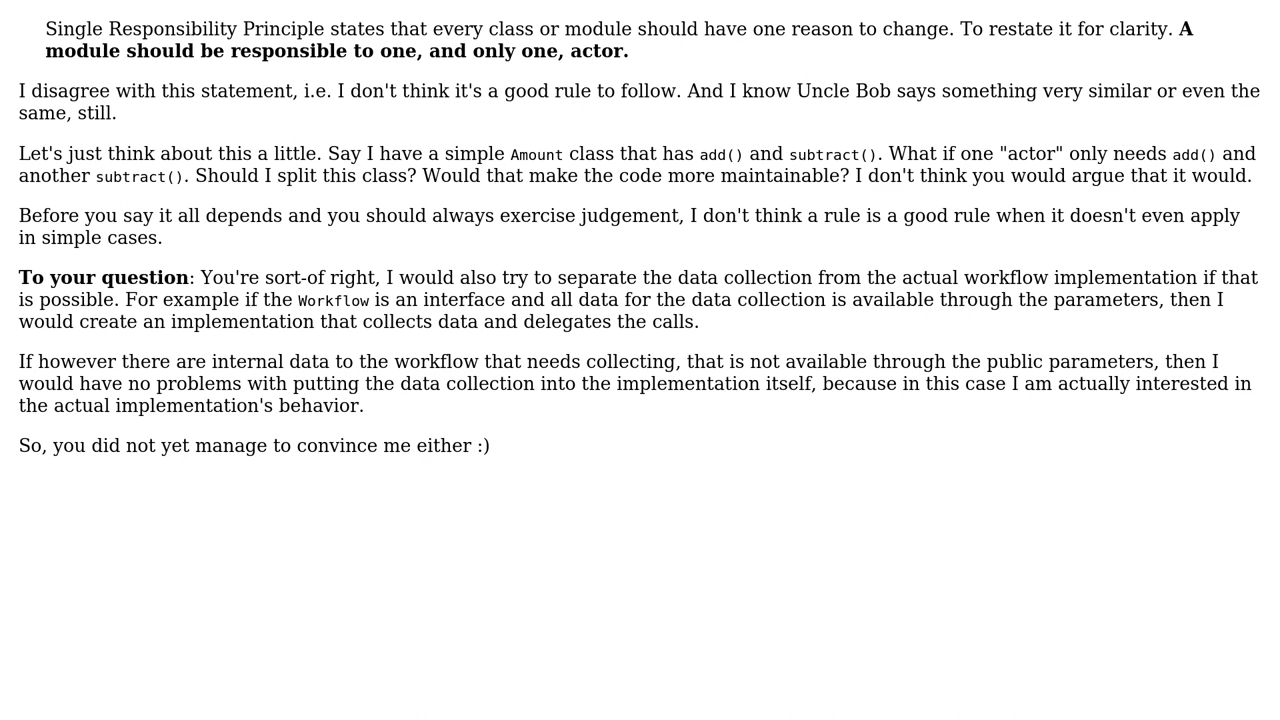 Single Responsibility Principle states that every class or module should have one reason to change. To restate it for clarity. A
module should be responsible to one, and only one, actor.
I disagree with this statement, i.e. I don't think it's a good rule to follow. And I know Uncle Bob says something very similar or even the
same, still.
Let's just think about this a little. Say I have a simple Amount class that has add() and subtract(). What if one "actor" only needs add() and
another subtract(). Should I split this class? Would that make the code more maintainable? I don't think you would argue that it would.
Before you say it all depends and you should always exercise judgement, I don't think a rule is a good rule when it doesn't even apply
in simple cases.
To your question: You're sort-of right, I would also try to separate the data collection from the actual workflow implementation if that
is possible. For example if the Workflow is an interface and all data for the data collection is available through the parameters, then I
would create an implementation that collects data and delegates the calls.
If however there are internal data to the workflow that needs collecting, that is not available through the public parameters, then I
would have no problems with putting the data collection into the implementation itself, because in this case I am actually interested in
the actual implementation's behavior.
So, you did not yet manage to convince me either :)